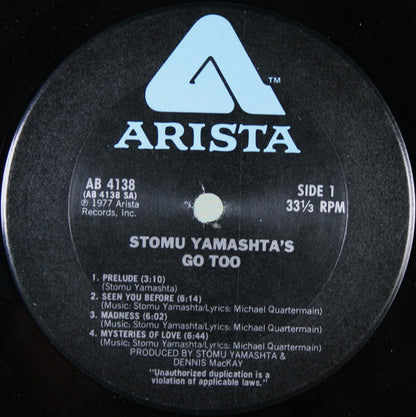 ™
ARISTA
AB 4138
(AB 4138 SA)
℗ 1977 Arista
Records, Inc.
SIDE 1
33⅓ RPM
STOMU YAMASHTA'S
GO TOO
1. PRELUDE (3:10)
(Stomu Yamashta)
2. SEEN YOU BEFORE (6:14)
(Music: Stomu Yamashta/Lyrics: Michael Quartermain)
3. MADNESS (6:02)
(Music: Stomu Yamashta/Lyrics: Michael Quartermain)
4. MYSTERIES OF LOVE (6:44)
(Music: Stomu Yamashta/Lyrics: Michael Quartermain)
PRODUCED BY STOMU YAMASHTA &
DENNIS MacKAY
"Unauthorized duplication is a
violation of applicable laws."